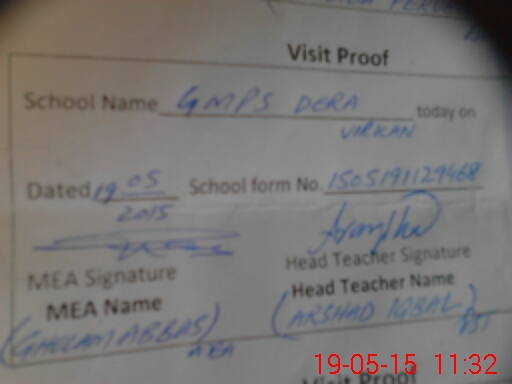 Visit Proof
School Name GMPS DERA today on
VIRKAN
Dated 19 05 School form No. 1505191129468
2015
MEA Signature Head Teacher Signature
MEA Name Head Teacher Name
(GHULAM ABBAS) (ARSHAD IQBAL)
MEA PST
19-05-15 11:32
Visit Proof